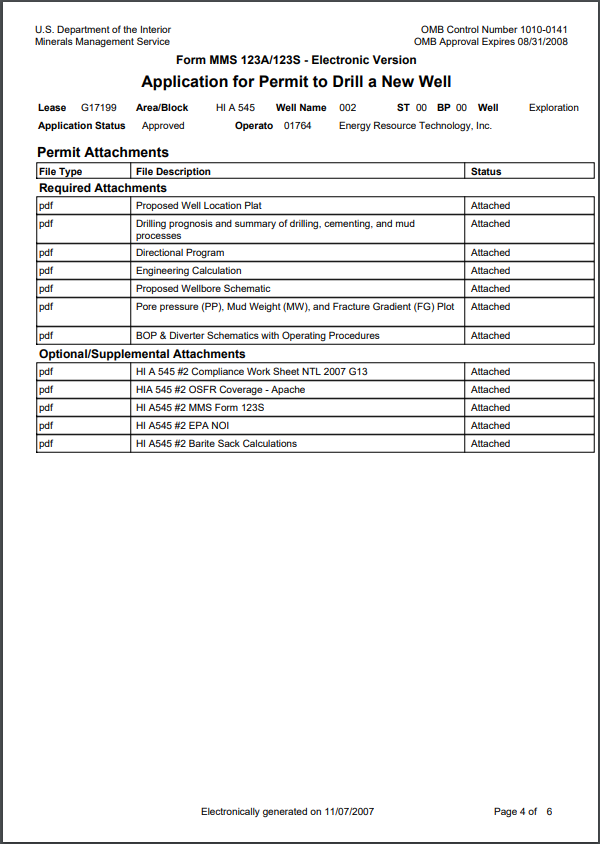 U.S. Department of the Interior
Minerals Management Service
OMB Control Number 1010-0141
OMB Approval Expires 08/31/2008
Form MMS 123A/123S - Electronic Version
Application for Permit to Drill a New Well
Lease G17199 Area/Block HI A 545 Well Name 002 ST 00 BP 00 Well Exploration
Application Status Approved Operato 01764 Energy Resource Technology, Inc.
Permit Attachments
File Type File Description Status
Required Attachments
pdf Proposed Well Location Plat Attached
pdf Drilling prognosis and summary of drilling, cementing, and mud Attached
processes
pdf Directional Program Attached
pdf Engineering Calculation Attached
pdf Proposed Wellbore Schematic Attached
pdf Pore pressure (PP), Mud Weight (MW), and Fracture Gradient (FG) Plot Attached
pdf BOP & Diverter Schematics with Operating Procedures Attached
Optional/Supplemental Attachments
pdf HI A 545 #2 Compliance Work Sheet NTL 2007 G13 Attached
pdf HIA 545 #2 OSFR Coverage - Apache Attached
pdf HI A545 #2 MMS Form 123S Attached
pdf HI A545 #2 EPA NOI Attached
pdf HI A545 #2 Barite Sack Calculations Attached
Electronically generated on 11/07/2007 Page 4 of 6